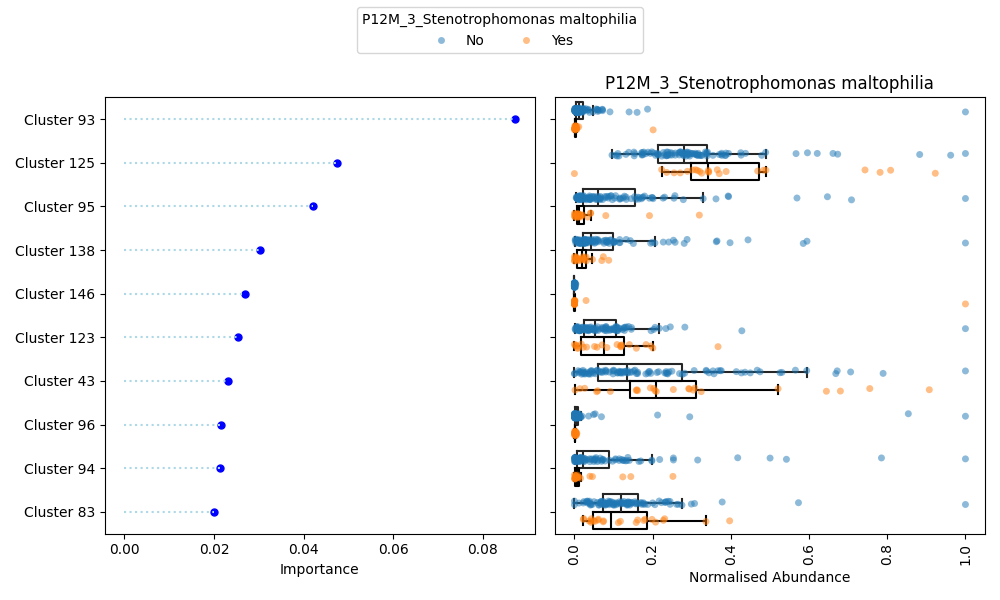 P12M_3_Stenotrophomonas maltophilia
No Yes
P12M_3_Stenotrophomonas maltophilia
Cluster 93
Cluster 125
Cluster 95
Cluster 138
Cluster 146
Cluster 123
Cluster 43
Cluster 96
Cluster 94
Cluster 83
0.00 0.02 0.04 0.06 0.08
Importance
0.0 0.2 0.4 0.6 0.8 1.0
Normalised Abundance